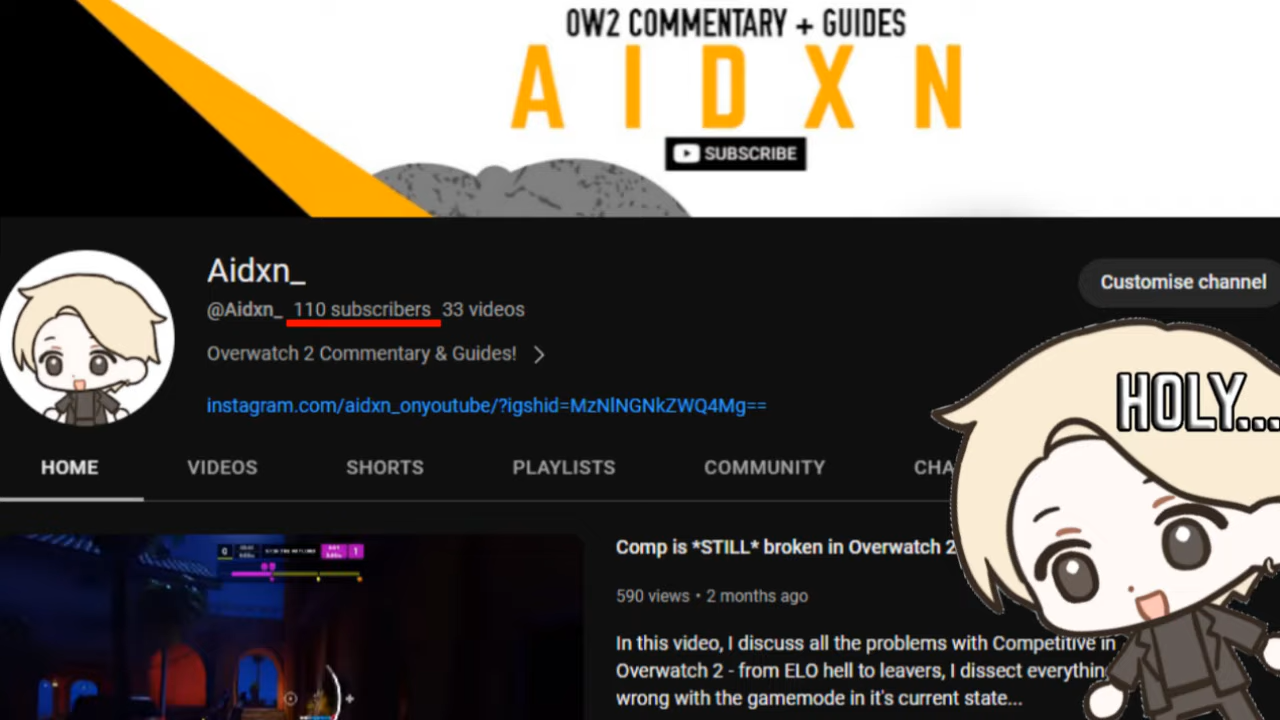 OW2 COMMENTARY + GUIDES
AIDXN
SUBSCRIBE
Aidxn_
@Aidxn_ 110 subscribers 33 videos
Customise channel
Overwatch 2 Commentary & Guides!
instagram.com/aidxn_onyoutube/?igshid=MzNlNGNkZWQ4Mg==
HOLY...
HOME VIDEOS SHORTS PLAYLISTS COMMUNITY CHA
Comp is *STILL* broken in Overwatch 2
590 views • 2 months ago
In this video, I discuss all the problems with Competitive in
Overwatch 2 - from ELO hell to leavers, I dissect everything
wrong with the gamemode in it's current state...